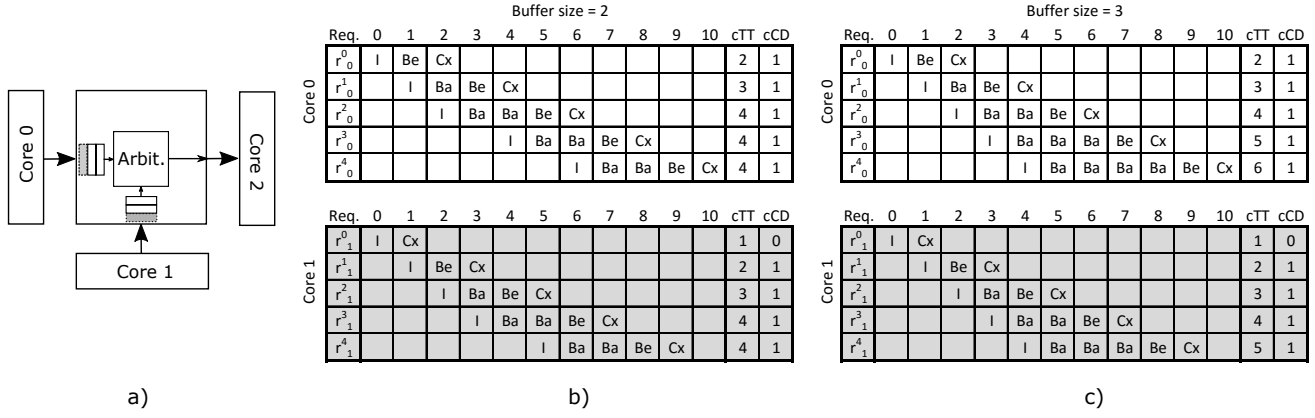 Buffer size = 2
Buffer size = 3
Core 0
Arbit.
Core 2
Core 1
Req. 0 1 2 3 4 5 6 7 8 9 10 cTT cCD
Core 0
r⁰₀ I Be Cx 2 1
r¹₀ I Ba Be Cx 3 1
r²₀ I Ba Ba Be Cx 4 1
r³₀ I Ba Ba Be Cx 4 1
r⁴₀ I Ba Ba Be Cx 4 1
Req. 0 1 2 3 4 5 6 7 8 9 10 cTT cCD
Core 1
r⁰₁ I Cx 1 0
r¹₁ I Be Cx 2 1
r²₁ I Ba Be Cx 3 1
r³₁ I Ba Ba Be Cx 4 1
r⁴₁ I Ba Ba Be Cx 4 1
Req. 0 1 2 3 4 5 6 7 8 9 10 cTT cCD
Core 0
r⁰₀ I Be Cx 2 1
r¹₀ I Ba Be Cx 3 1
r²₀ I Ba Ba Be Cx 4 1
r³₀ I Ba Ba Ba Be Cx 5 1
r⁴₀ I Ba Ba Ba Ba Be Cx 6 1
Req. 0 1 2 3 4 5 6 7 8 9 10 cTT cCD
Core 1
r⁰₁ I Cx 1 0
r¹₁ I Be Cx 2 1
r²₁ I Ba Be Cx 3 1
r³₁ I Ba Ba Be Cx 4 1
r⁴₁ I Ba Ba Ba Be Cx 5 1
a)
b)
c)